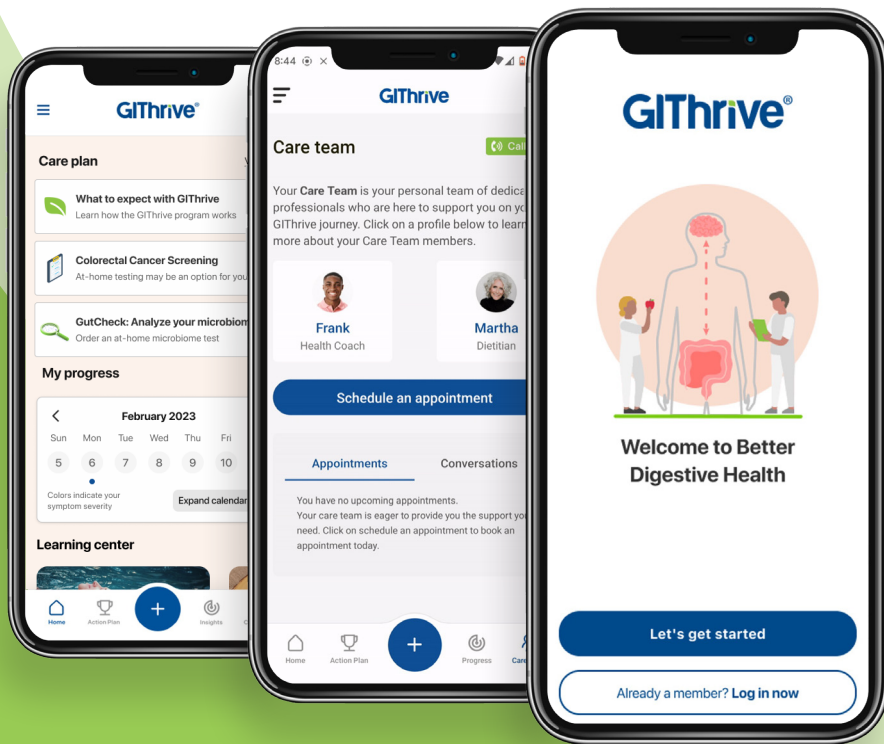 GIThrive®
Care plan
What to expect with GIThrive
Learn how the GIThrive program works
Colorectal Cancer Screening
At-home testing may be an option for you
GutCheck: Analyze your
Order an at-home microbiome test
My progress
February 2023
Sun Mon Tue Wed Thu Fri
5 6 7 8 9 10
Colors indicate your
symptom severity
Expand calendar
Learning center
Home Action Plan + Insights
8:44
GIThrive
Care team
Call
Your Care Team is your personal team of
professionals who are here to support you on
GIThrive journey. Click on a profile below to learn
more about your Care Team members.
Frank
Health Coach
Martha
Dietitian
Schedule an appointment
Appointments Conversations
You have no upcoming appointments.
Your care team is eager to provide you the support you
need. Click on schedule an appointment to book an
appointment today.
Home Action Plan + Progress Care
GIThrive®
Welcome to Better
Digestive Health
Let's get started
Already a member? Log in now